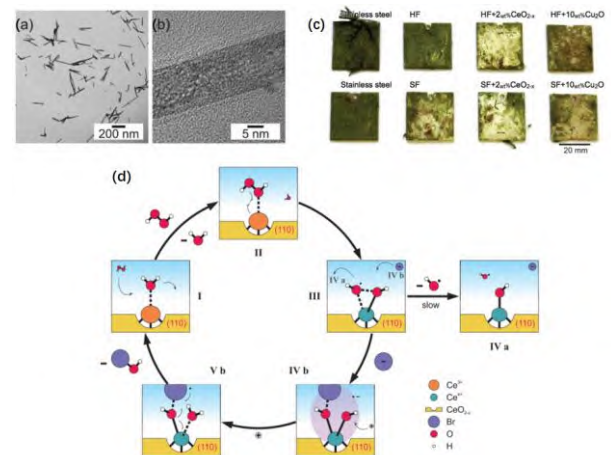 (a)
200 nm
(b)
5 nm
(c)
Stainless steel HF HF+2wt%CeO2-x HF+10wt%Cu2O
Stainless steel SF SF+2wt%CeO2-x SF+10wt%Cu2O
20 mm
(d)
II
(110)
I
(110)
III
IV a
IV b
(110)
slow
IV a
(110)
V b
(110)
IV b
(110)
Ce3+
Ce4+
CeO2-x
Br
O
H